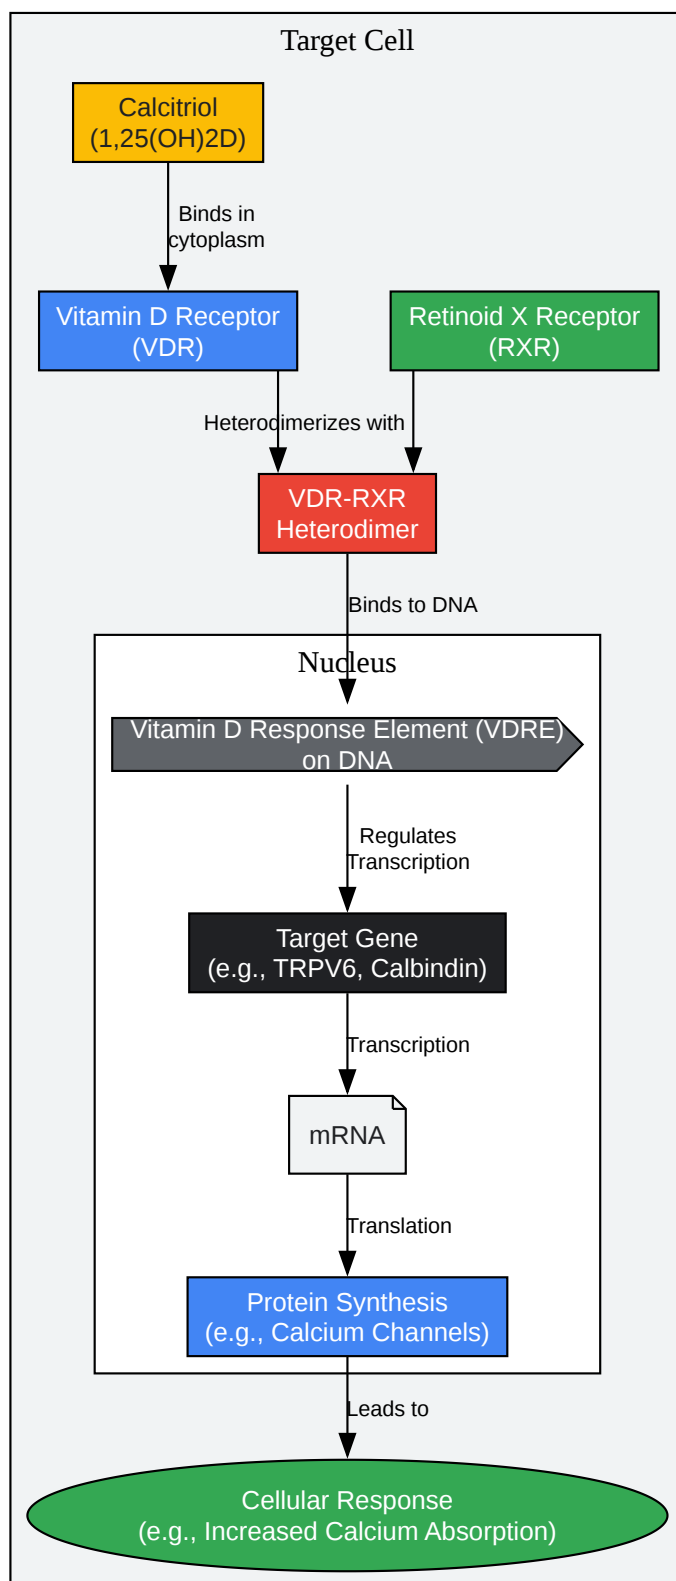 Target Cell
Calcitriol
(1,25(OH)2D)
Binds in
cytoplasm
Vitamin D Receptor
(VDR)
Retinoid X Receptor
(RXR)
Heterodimerizes with
VDR-RXR
Heterodimer
Binds to DNA
Nucleus
Vitamin D Response Element (VDRE)
on DNA
Regulates
Transcription
Target Gene
(e.g., TRPV6, Calbindin)
Transcription
mRNA
Translation
Protein Synthesis
(e.g., Calcium Channels)
Leads to
Cellular Response
(e.g., Increased Calcium Absorption)